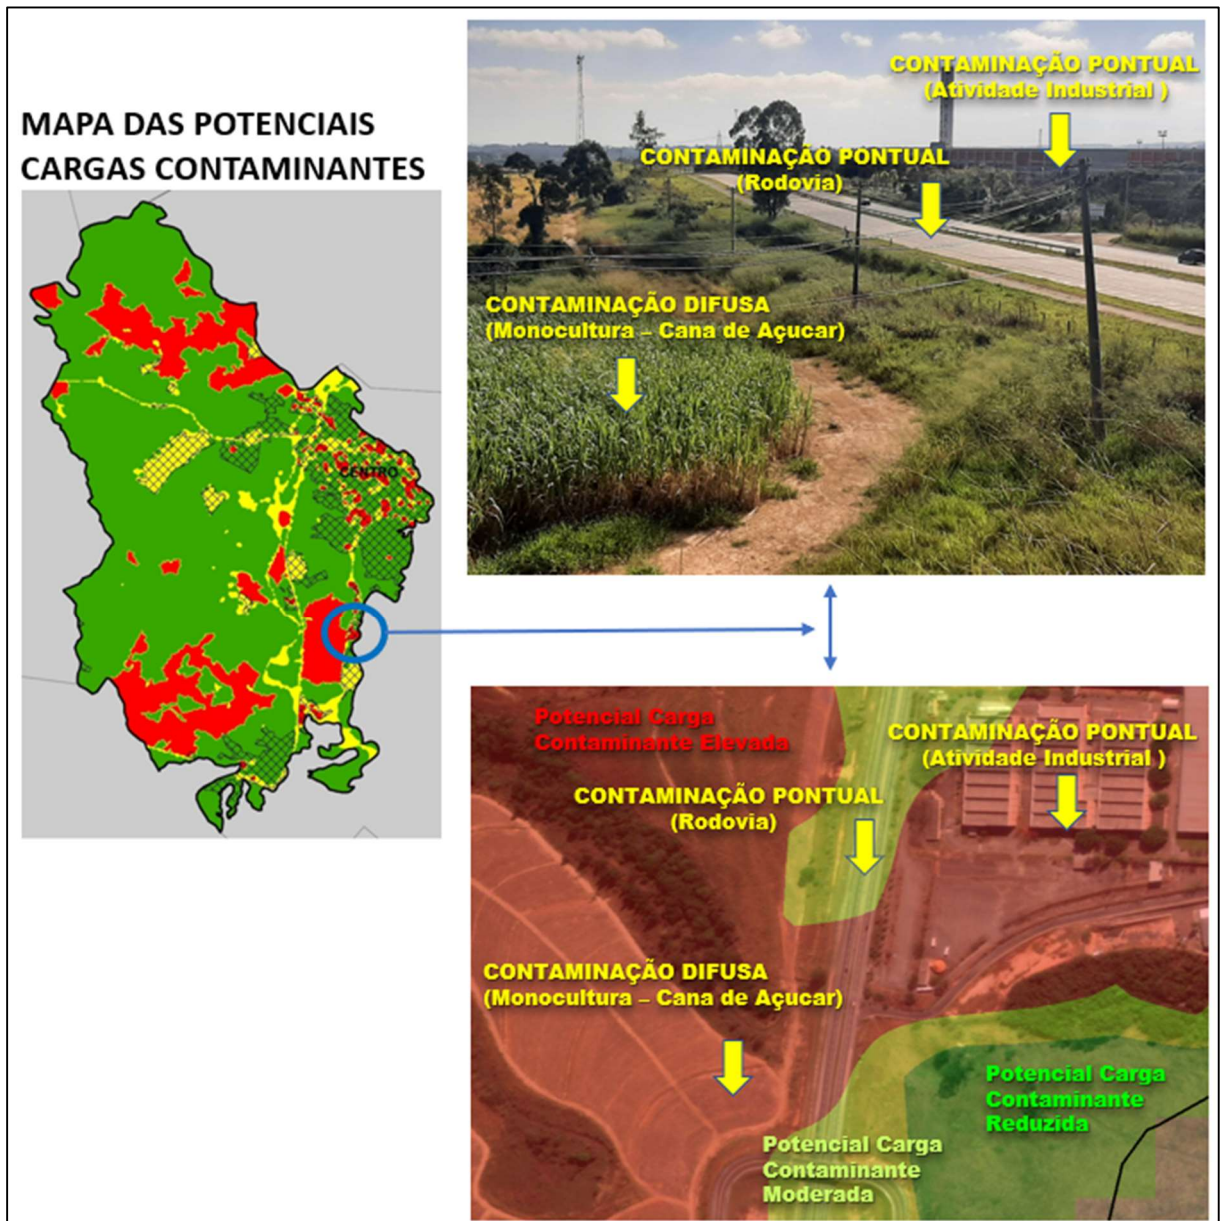 MAPA DAS POTENCIAIS
CARGAS CONTAMINANTES
CENTRO
CONTAMINAÇÃO PONTUAL
(Atividade Industrial )
CONTAMINAÇÃO PONTUAL
(Rodovia)
CONTAMINAÇÃO DIFUSA
(Monocultura – Cana de Açucar)
Potencial Carga
Contaminante Elevada
CONTAMINAÇÃO PONTUAL
(Atividade Industrial )
CONTAMINAÇÃO PONTUAL
(Rodovia)
CONTAMINAÇÃO DIFUSA
(Monocultura – Cana de Açucar)
Potencial Carga
Contaminante
Reduzida
Potencial Carga
Contaminante
Moderada